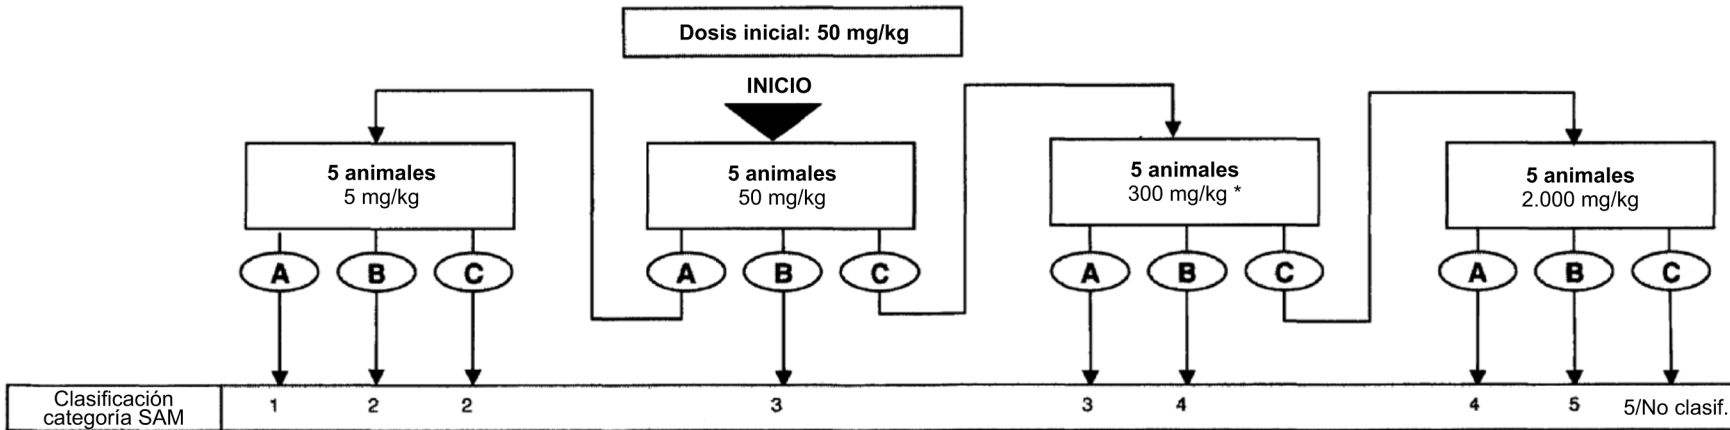 Dosis inicial: 50 mg/kg
INICIO
5 animales
5 mg/kg
5 animales
50 mg/kg
5 animales
300 mg/kg *
5 animales
2.000 mg/kg
A B C A B C A B C A B C
Clasificación
categoría SAM
1 2 2 3 3 4 4 5 5/No clasif.